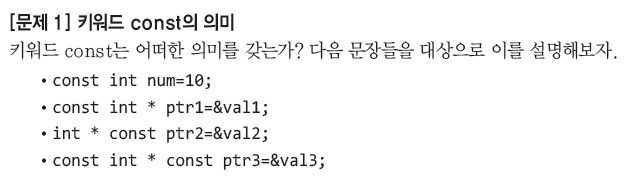 [문제 1] 키워드 const의 의미
키워드 const는 어떠한 의미를 갖는가? 다음 문장들을 대상으로 이를 설명해보자.
• const int num=10;
• const int * ptr1=&val1;
• int * const ptr2=&val2;
• const int * const ptr3=&val3;